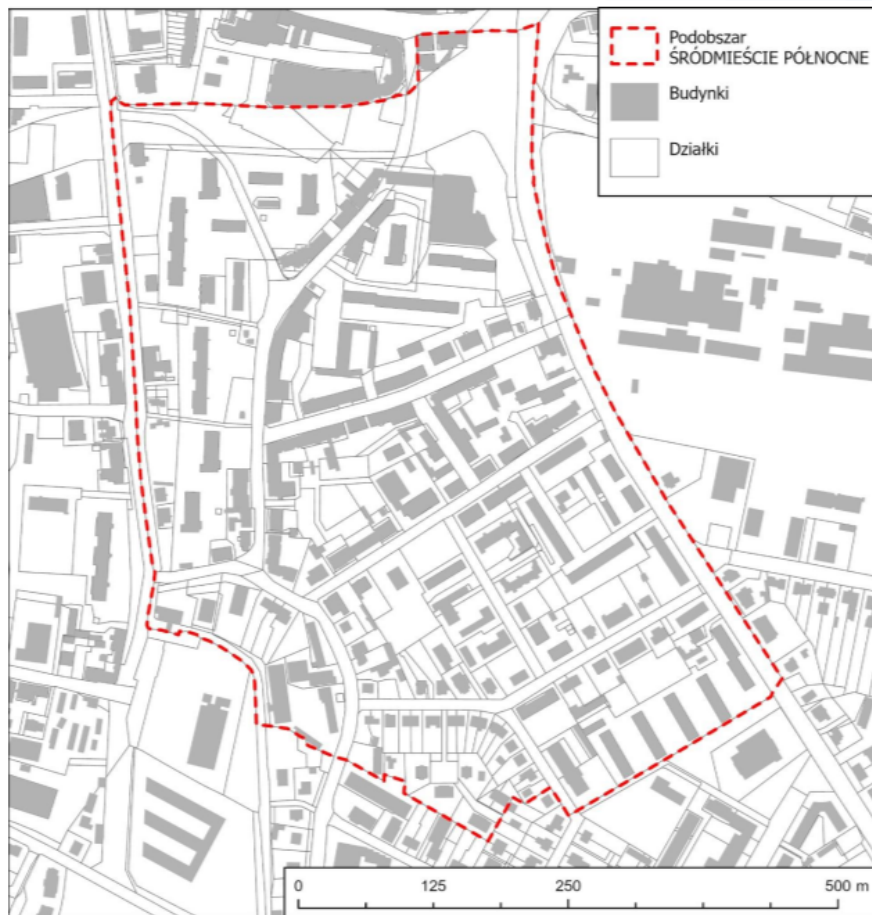 Podobszar
ŚRÓDMIEŚCIE PÓŁNOCNE
Budynki
Działki
0 125 250 500 m